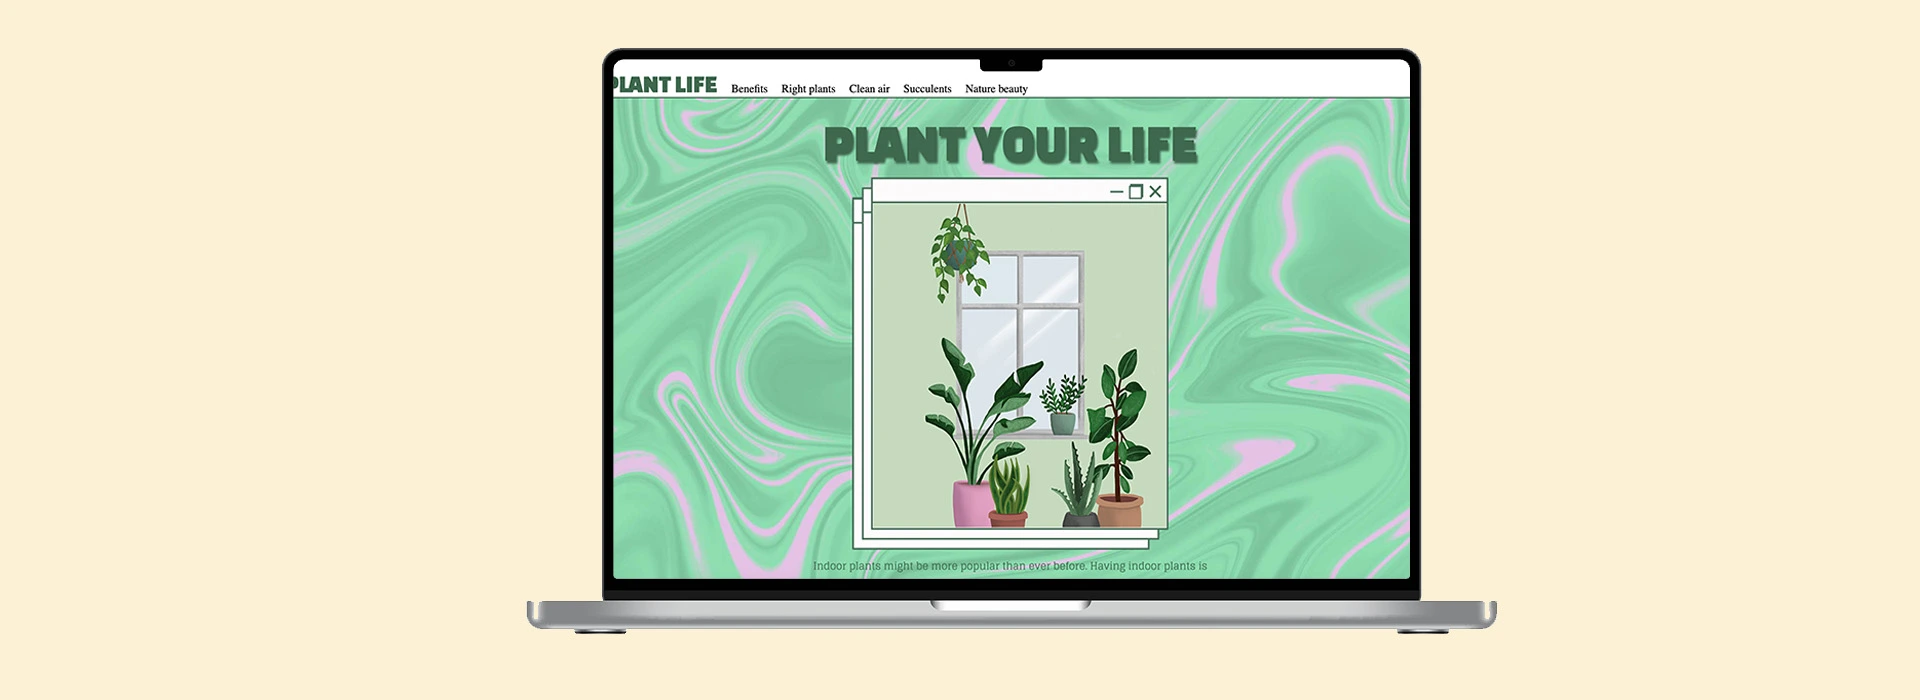 PLANT LIFE Benefits Right plants Clean air Succulents Nature beauty
PLANT YOUR LIFE
Indoor plants might be more popular than ever before. Having indoor plants is